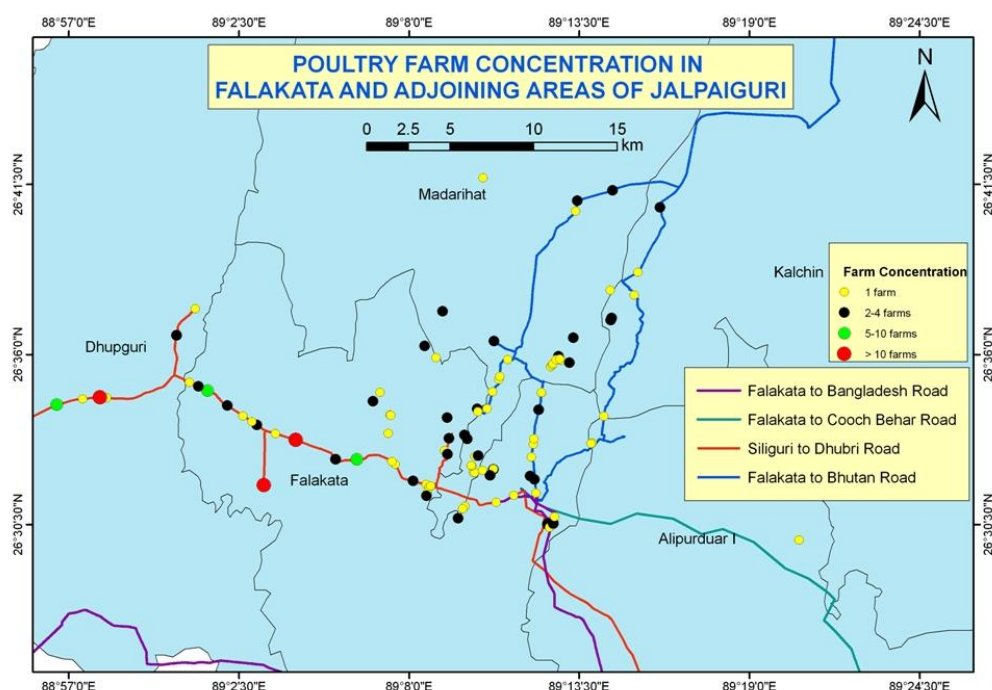 88°57'0"E 89°2'30"E 89°8'0"E 89°13'30"E 89°19'0"E 89°24'30"E
POULTRY FARM CONCENTRATION IN
FALAKATA AND ADJOINING AREAS OF JALPAIGURI
N
0 2.5 5 10 15
km
26°41'30"N 26°41'30"N
Madarihat
Kalchin
Farm Concentration
1 farm
2-4 farms
5-10 farms
> 10 farms
Dhupguri
26°36'0"N 26°36'0"N
Falakata to Bangladesh Road
Falakata to Cooch Behar Road
Siliguri to Dhubri Road
Falakata to Bhutan Road
Falakata
26°30'30"N 26°30'30"N
Alipurduar I
88°57'0"E 89°2'30"E 89°8'0"E 89°13'30"E 89°19'0"E 89°24'30"E